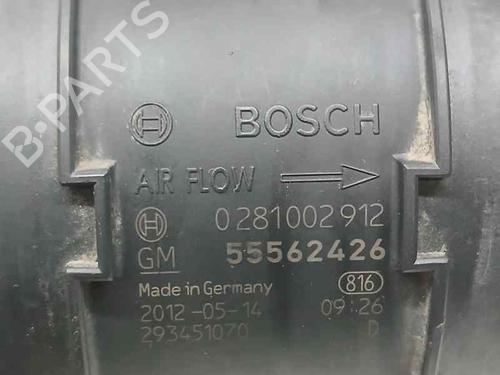 B-PARTS
BOSCH
AIR FLOW
0 281 002 912
GM 55562426
Made in Germany 816
2012-05-14 09:26
293451070 D